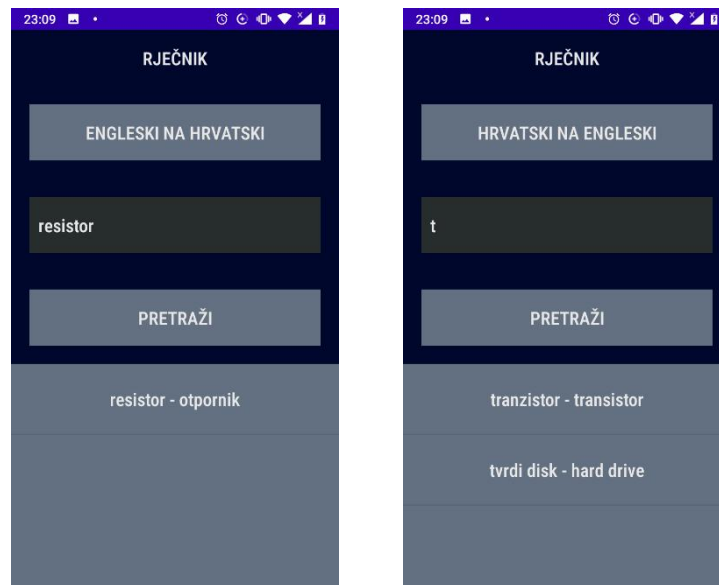 23:09
RJEČNIK
ENGLESKI NA HRVATSKI
resistor
PRETRAŽI
resistor - otpornik
23:09
RJEČNIK
HRVATSKI NA ENGLESKI
t
PRETRAŽI
tranzistor - transistor
tvrdi disk - hard drive